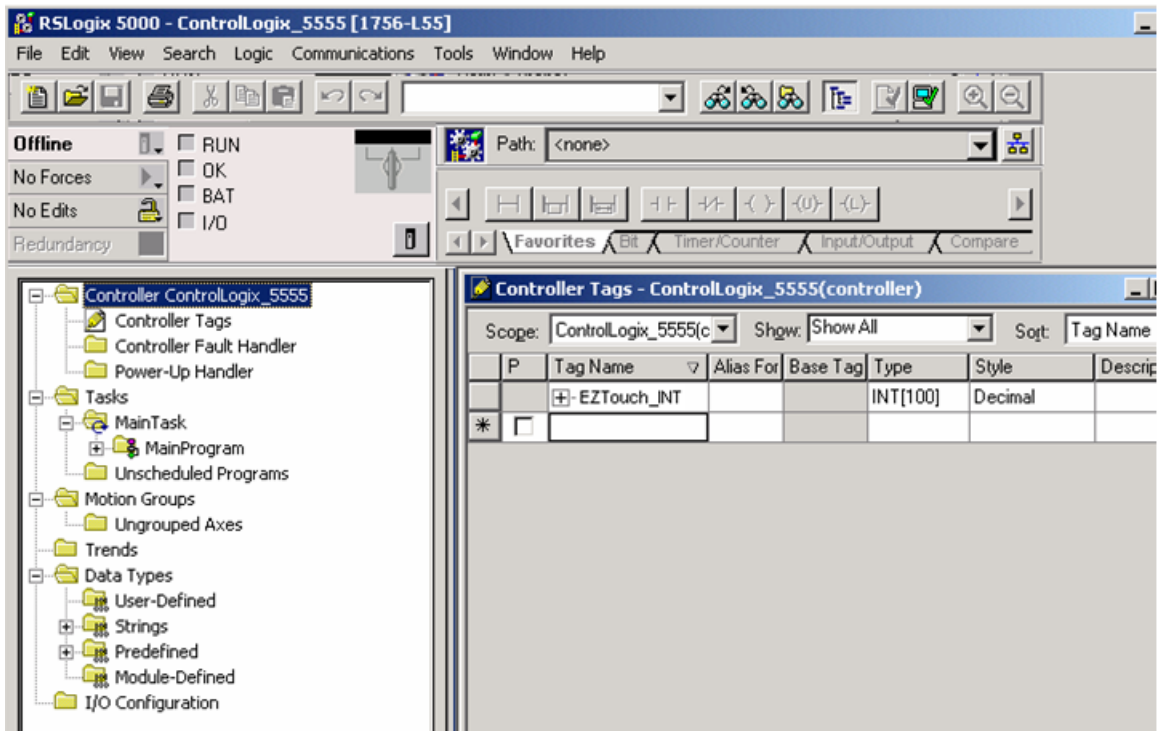 RSLogix 5000 - ControlLogix_5555 [1756-L55]
File Edit View Search Logic Communications Tools Window Help
Offline
RUN
No Forces
OK
No Edits
BAT
Redundancy
I/O
Path: <none>
Favorites Bit Timer/Counter Input/Output Compare
Controller ControlLogix_5555
Controller Tags
Controller Fault Handler
Power-Up Handler
Tasks
MainTask
MainProgram
Unscheduled Programs
Motion Groups
Ungrouped Axes
Trends
Data Types
User-Defined
Strings
Predefined
Module-Defined
I/O Configuration
Controller Tags - ControlLogix_5555(controller)
Scope: ControlLogix_5555(c Show: Show All Sort: Tag Name
P Tag Name Alias For Base Tag Type Style Descrip
EZTouch_INT INT[100] Decimal